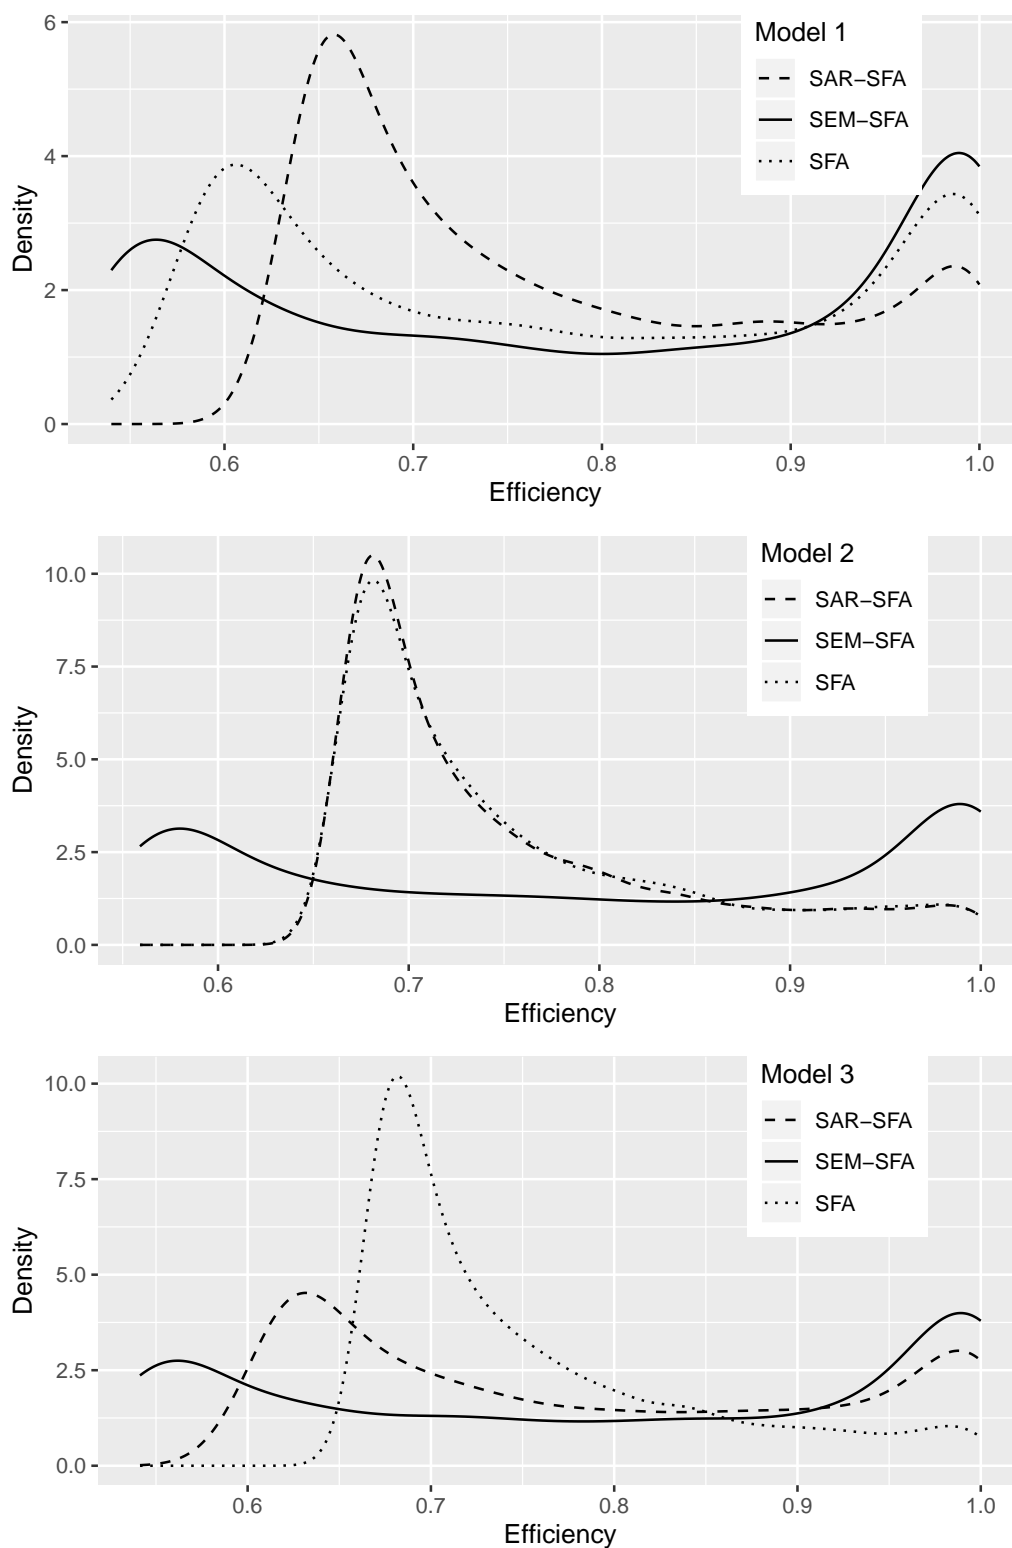 Model 1
SAR–SFA
SEM–SFA
SFA
6
4
2
0
Density
0.6 0.7 0.8 0.9 1.0
Efficiency
Model 2
SAR–SFA
SEM–SFA
SFA
10.0
7.5
5.0
2.5
0.0
Density
0.6 0.7 0.8 0.9 1.0
Efficiency
Model 3
SAR–SFA
SEM–SFA
SFA
10.0
7.5
5.0
2.5
0.0
Density
0.6 0.7 0.8 0.9 1.0
Efficiency